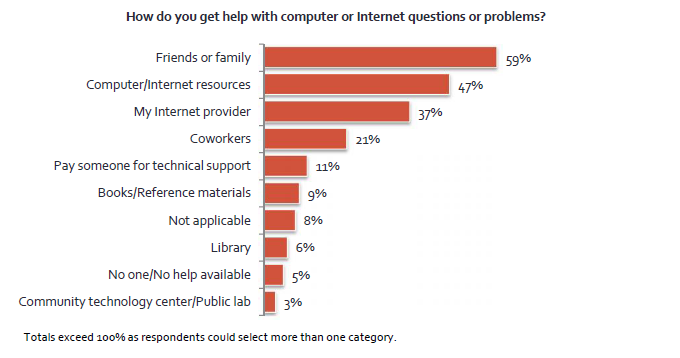 How do you get help with computer or Internet questions or problems?
Friends or family 59%
Computer/Internet resources 47%
My Internet provider 37%
Coworkers 21%
Pay someone for technical support 11%
Books/Reference materials 9%
Not applicable 8%
Library 6%
No one/No help available 5%
Community technology center/Public lab 3%
Totals exceed 100% as respondents could select more than one category.